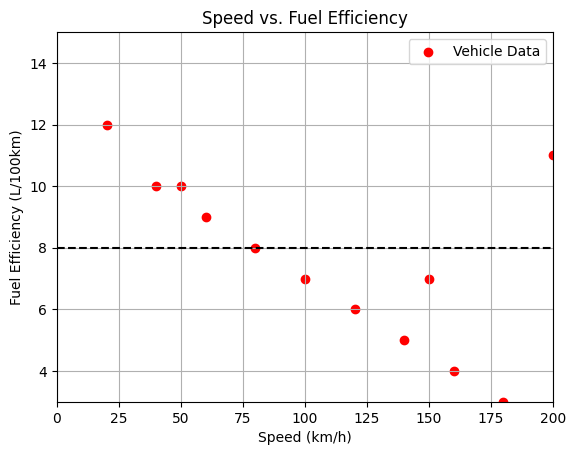 Speed vs. Fuel Efficiency
Vehicle Data
14
12
10
8
6
4
Fuel Efficiency (L/100km)
0 25 50 75 100 125 150 175 200
Speed (km/h)